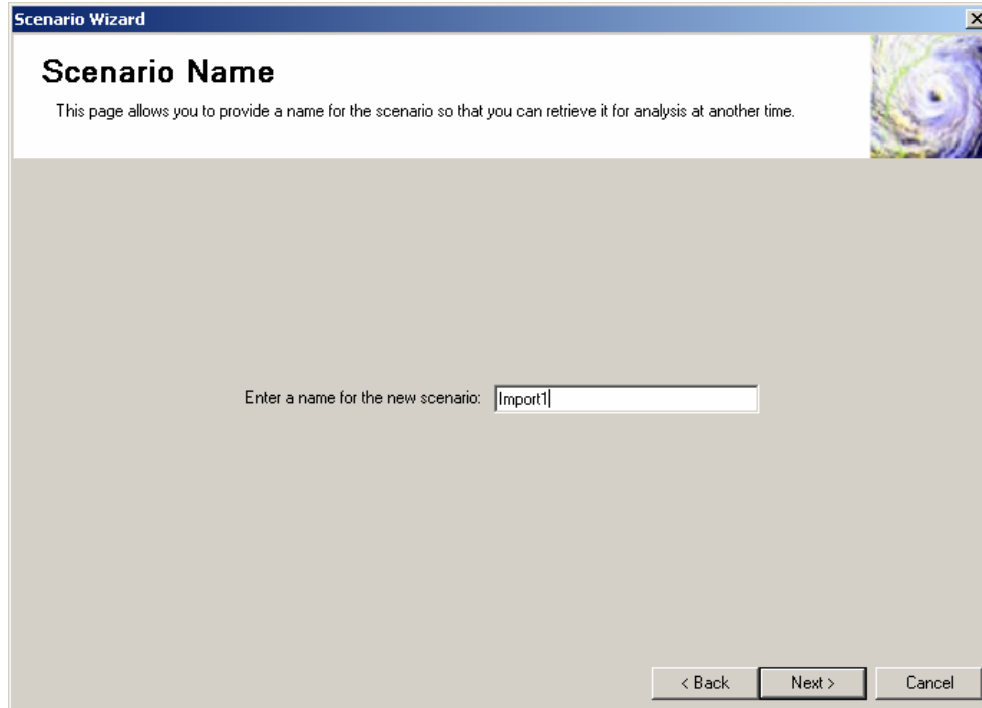 Scenario Wizard
Scenario Name
This page allows you to provide a name for the scenario so that you can retrieve it for analysis at another time.
Enter a name for the new scenario: Import1
< Back Next > Cancel